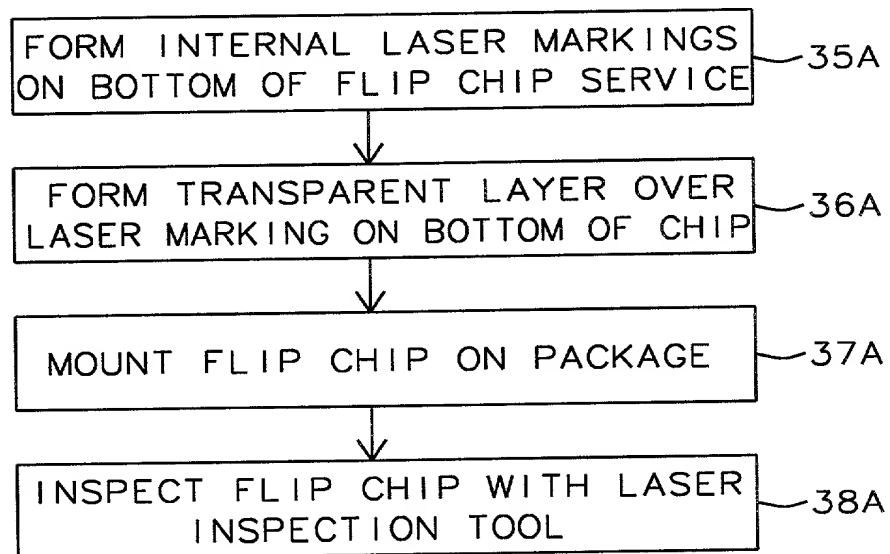 FORM INTERNAL LASER MARKINGS
ON BOTTOM OF FLIP CHIP SERVICE
35A
FORM TRANSPARENT LAYER OVER
LASER MARKING ON BOTTOM OF CHIP
36A
MOUNT FLIP CHIP ON PACKAGE
37A
INSPECT FLIP CHIP WITH LASER
INSPECTION TOOL
38A